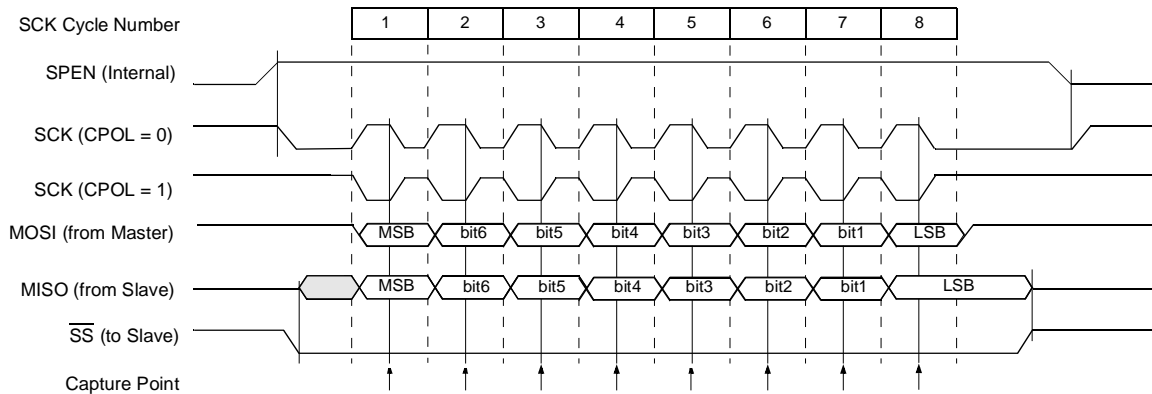 SCK Cycle Number 1 2 3 4 5 6 7 8
SPEN (Internal)
SCK (CPOL = 0)
SCK (CPOL = 1)
MOSI (from Master) MSB bit6 bit5 bit4 bit3 bit2 bit1 LSB
MISO (from Slave) MSB bit6 bit5 bit4 bit3 bit2 bit1 LSB
SS (to Slave)
Capture Point